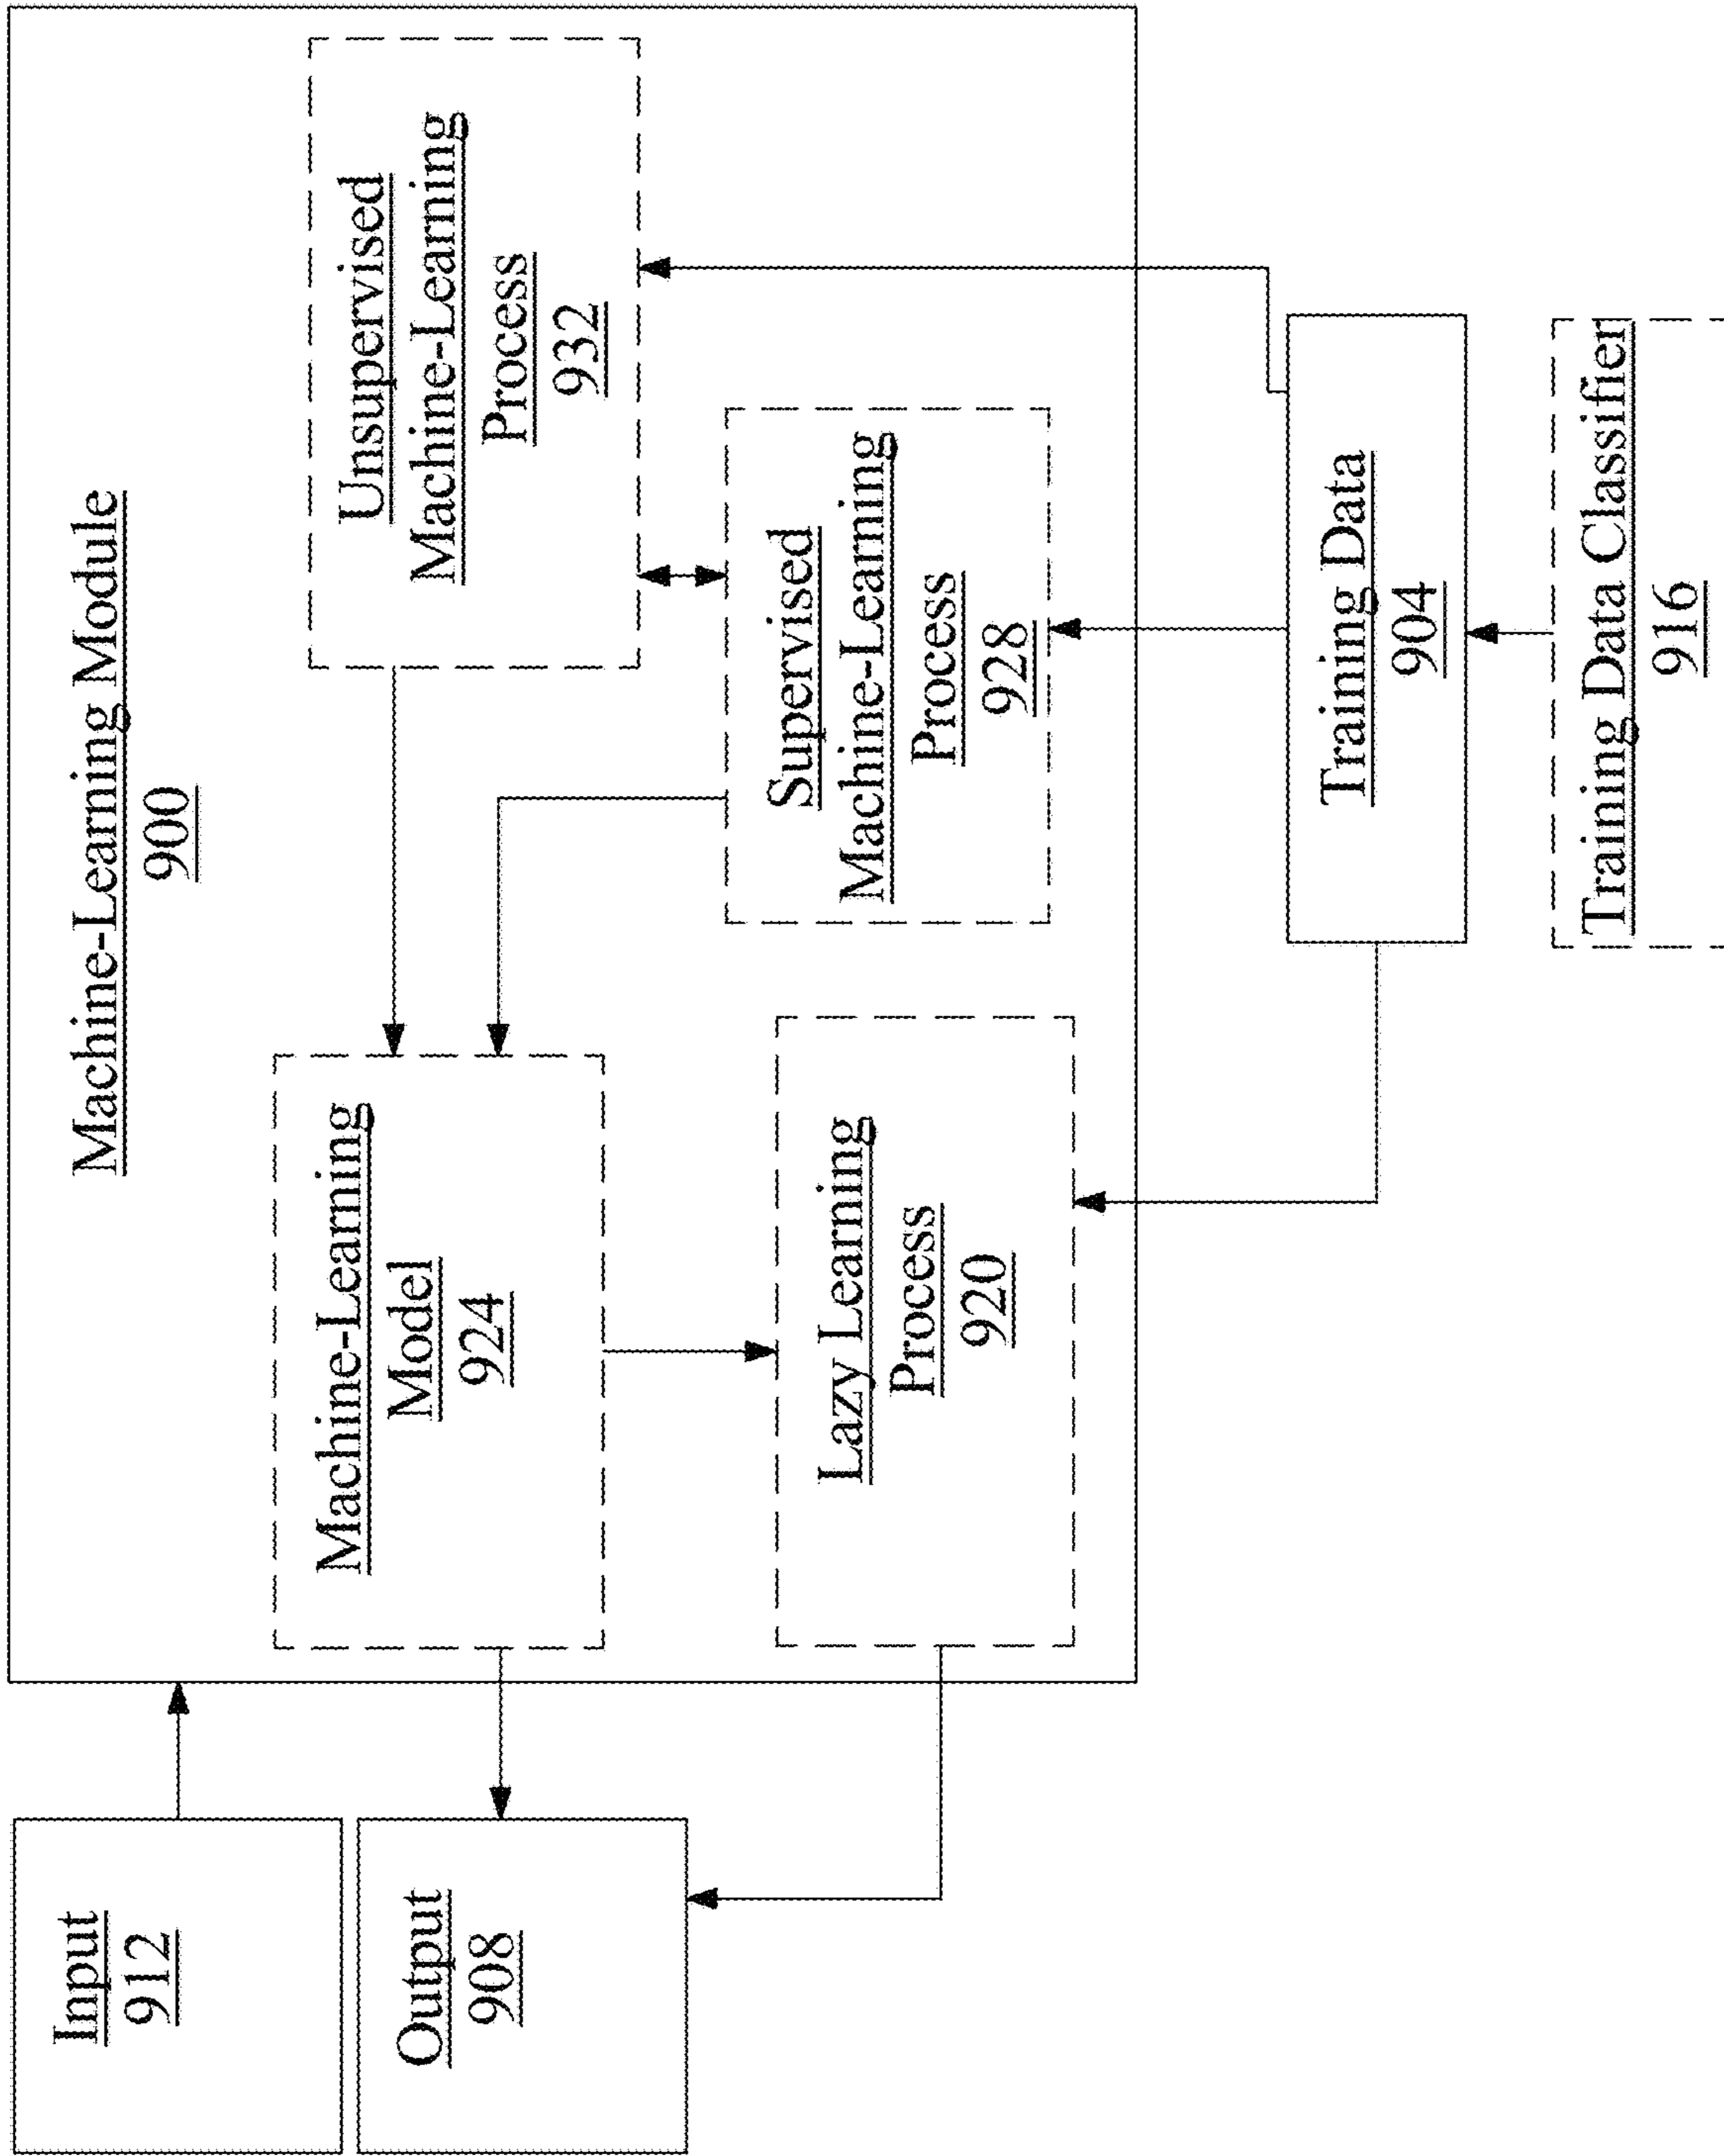 Machine-Learning Module
900
Input
912
Output
908
Machine-Learning
Model
924
Unsupervised
Machine-Learning
Process
932
Lazy Learning
Process
920
Supervised
Machine-Learning
Process
928
Training Data
904
Training Data Classifier
916